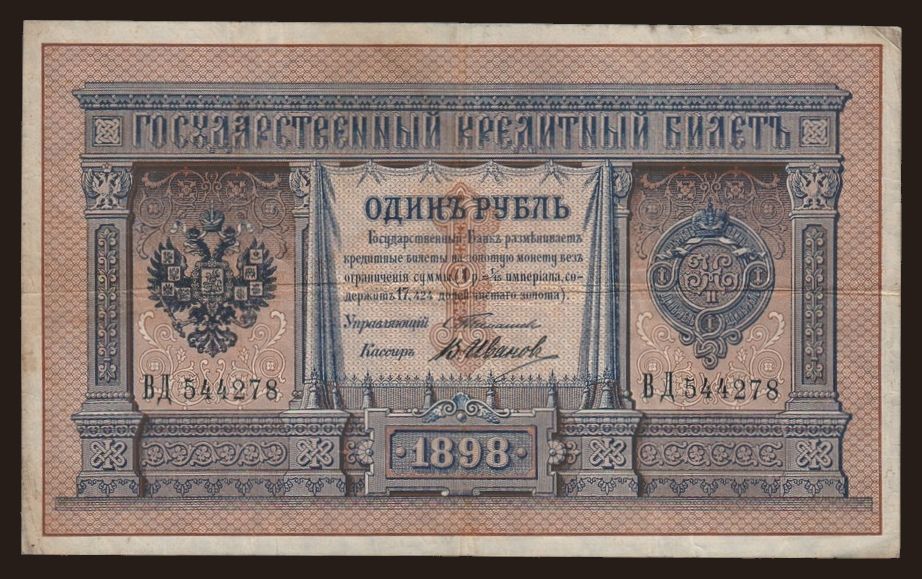 ГОСУДАРСТВЕННЫЙ КРЕДИТНЫЙ БИЛЕТЪ
ОДИНЪ РУБЛЬ
Государственный Банкъ размѣниваетъ
кредитные билеты на золотую монету безъ
ограниченія суммы (1 р. = 1/15 имперіала, со-
держитъ 17,424 долей чистаго золота).
Управляющій
Кассиръ В. Ивановъ
ВД 544278
ВД 544278
1898